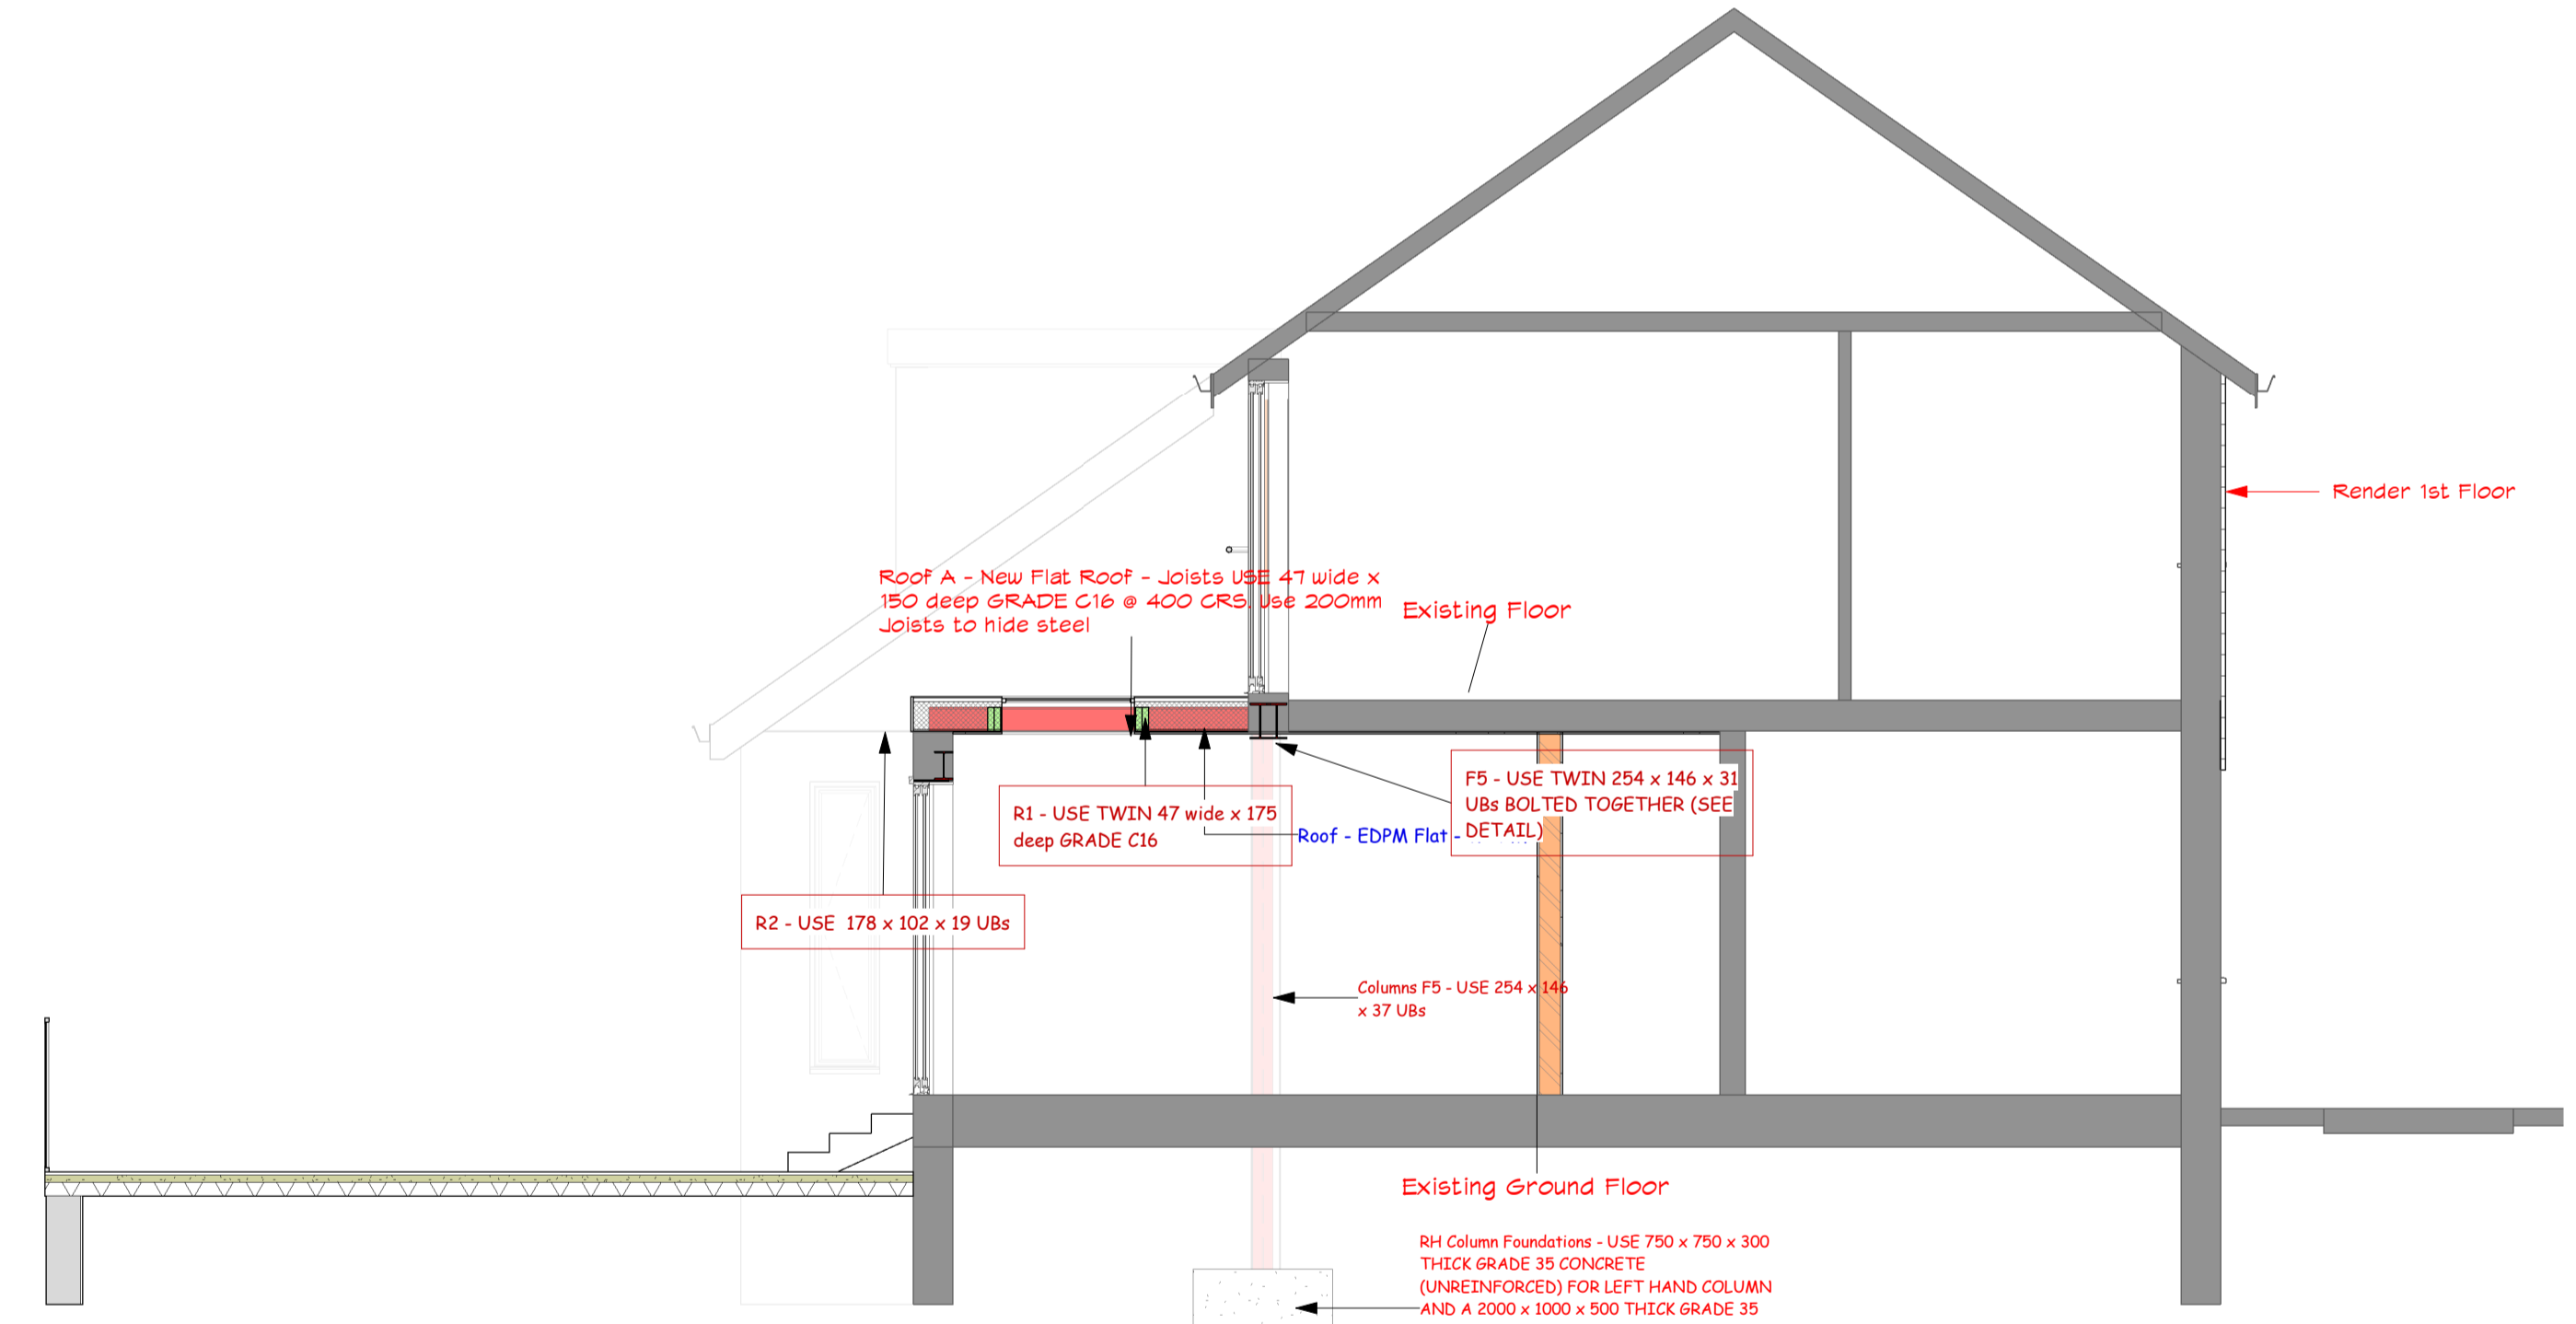 Roof A - New Flat Roof - Joists USE 47 wide x
150 deep GRADE C16 @ 400 CRS. Use 200mm
Joists to hide steel
Existing Floor
Render 1st Floor
F5 - USE TWIN 254 x 146 x 31
UBs BOLTED TOGETHER (SEE
DETAIL)
R1 - USE TWIN 47 wide x 175
deep GRADE C16
Roof - EDPM Flat -
R2 - USE 178 x 102 x 19 UBs
Columns F5 - USE 254 x 146
x 37 UBs
Existing Ground Floor
RH Column Foundations - USE 750 x 750 x 300
THICK GRADE 35 CONCRETE
(UNREINFORCED) FOR LEFT HAND COLUMN
AND A 2000 x 1000 x 500 THICK GRADE 35